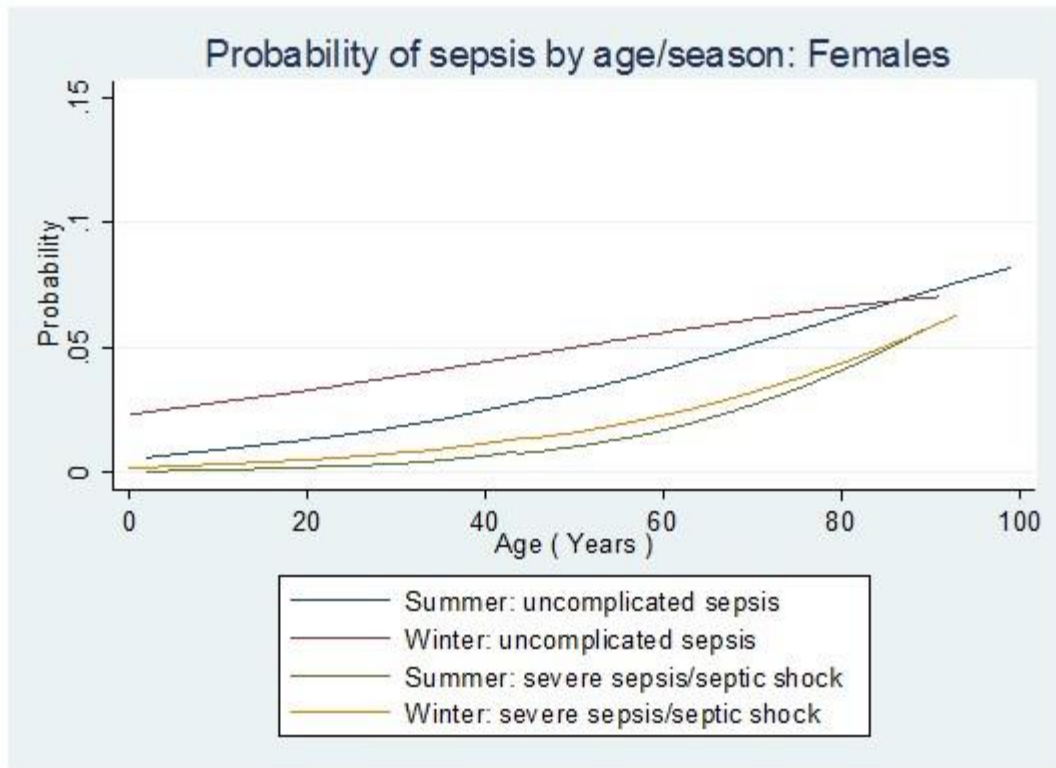 Probability of sepsis by age/season: Females
.15
.1
.05
0
Probability
0 20 40 60 80 100
Age ( Years )
Summer: uncomplicated sepsis
Winter: uncomplicated sepsis
Summer: severe sepsis/septic shock
Winter: severe sepsis/septic shock